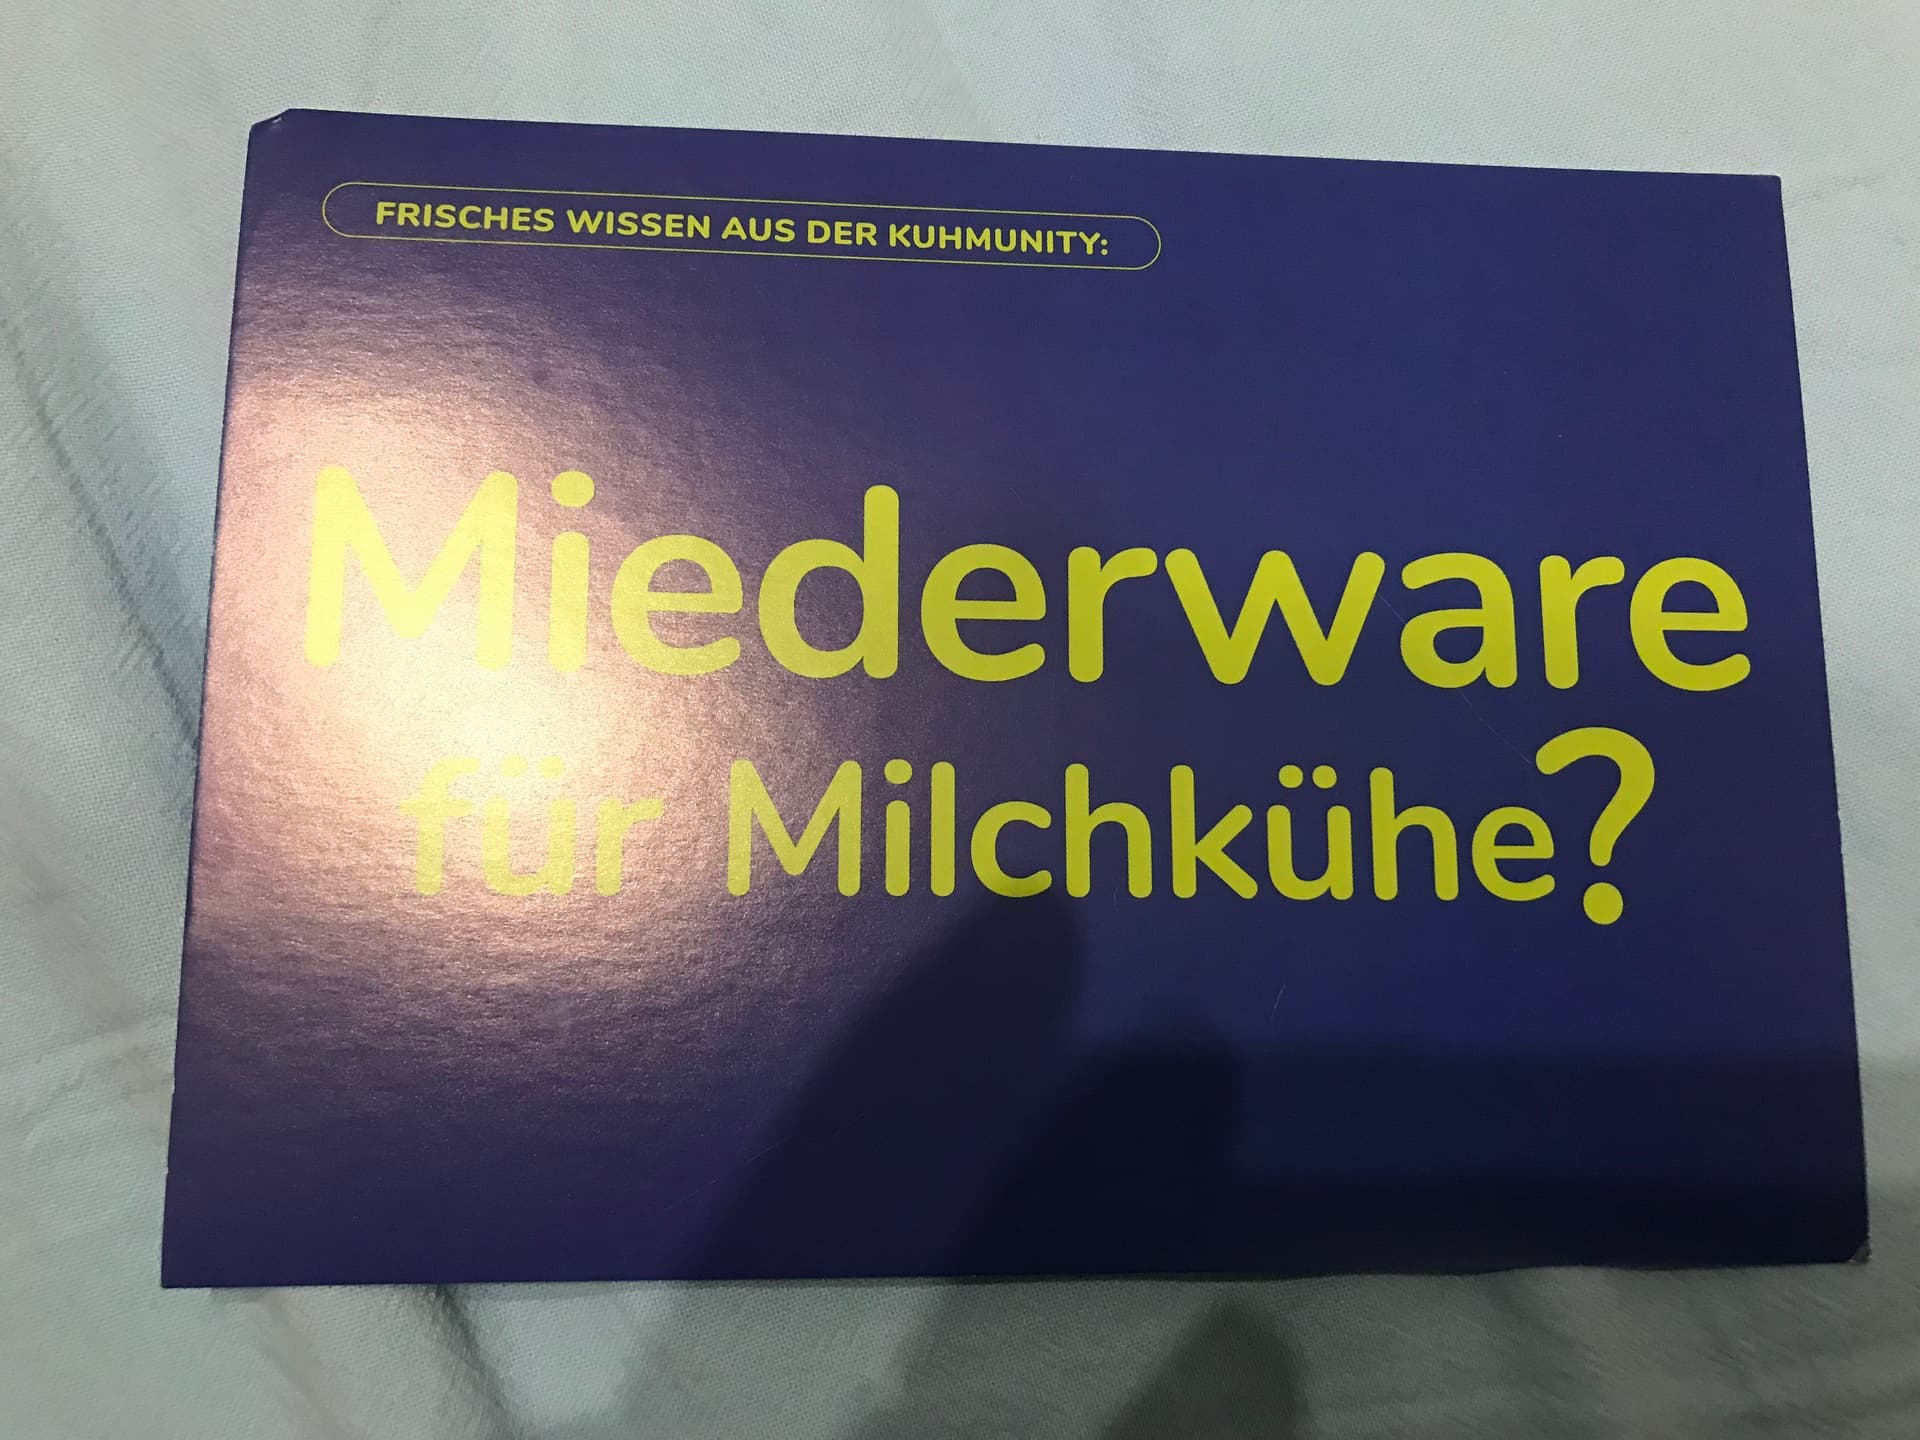 FRISCHES WISSEN AUS DER KUHMUNITY:
Miederware
für Milchkühe?